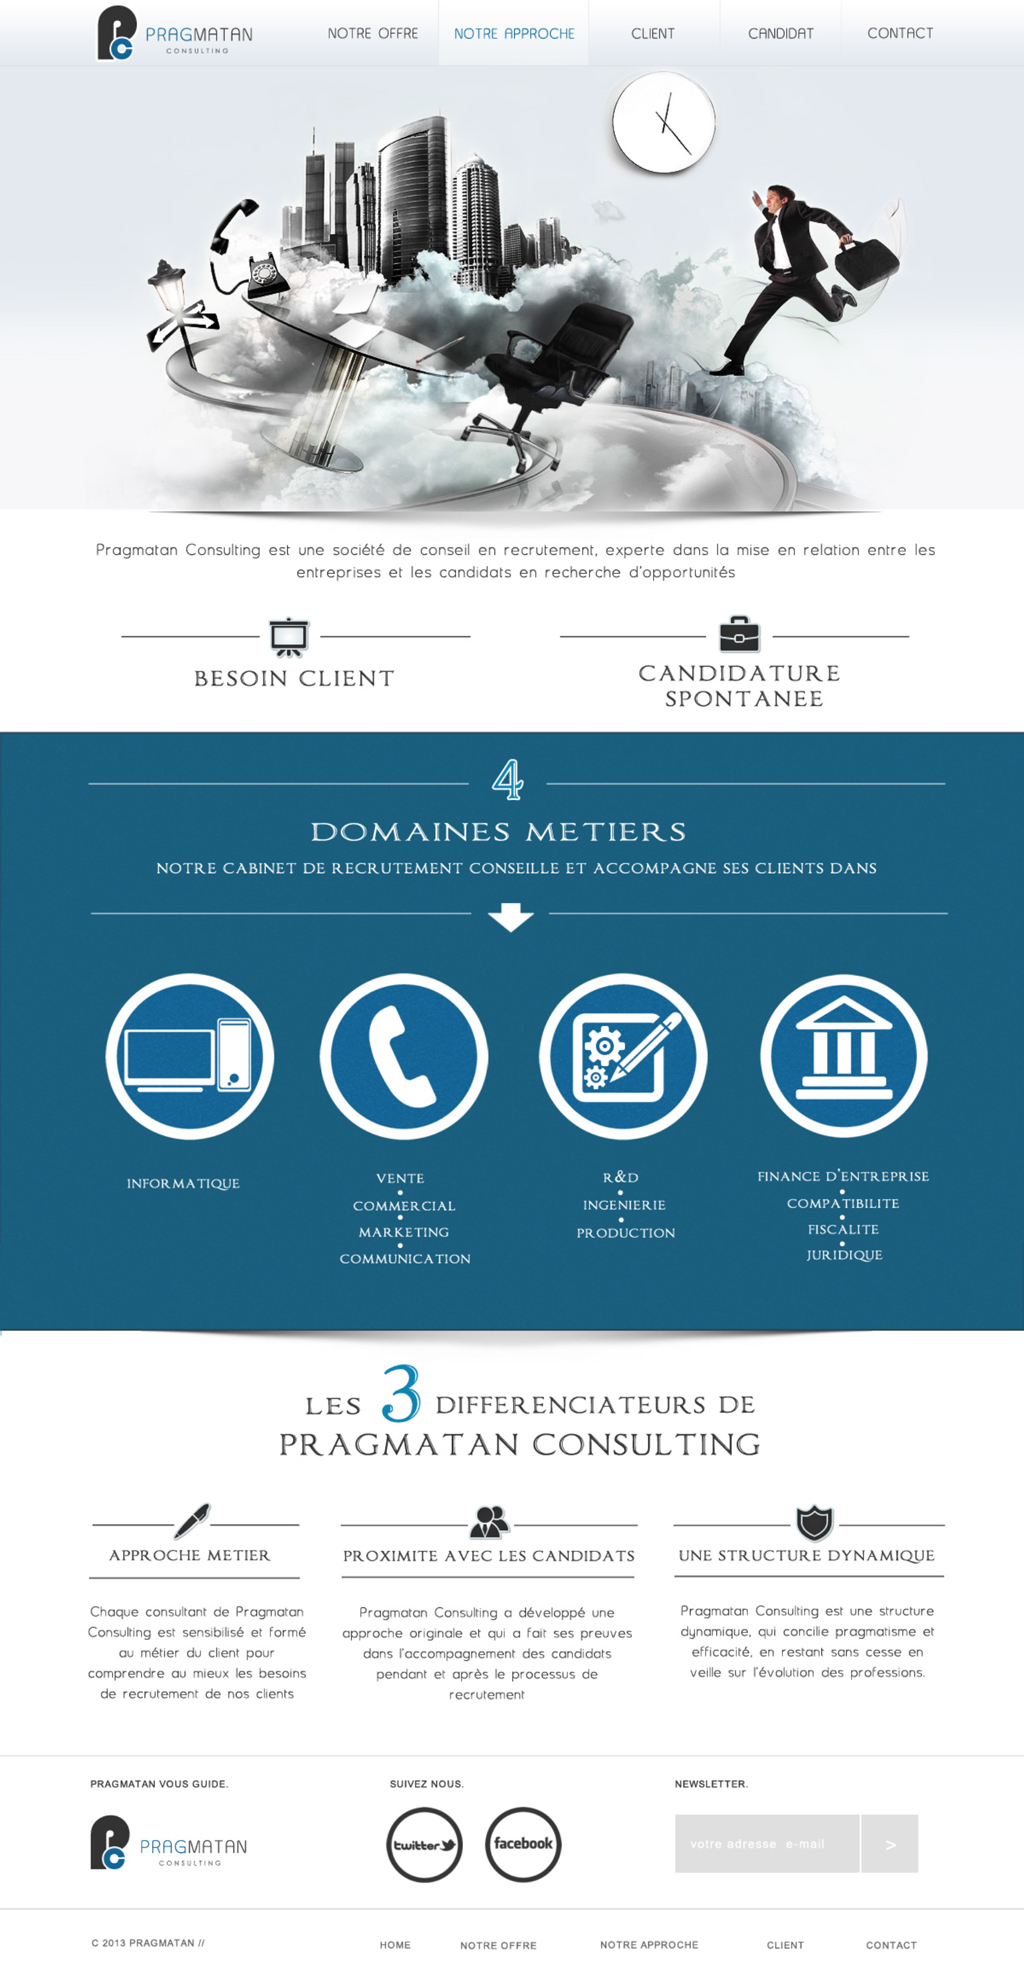 PRAGMATAN
CONSULTING
NOTRE OFFRE
NOTRE APPROCHE
CLIENT
CANDIDAT
CONTACT
Pragmatan Consulting est une société de conseil en recrutement, experte dans la mise en relation entre les
entreprises et les candidats en recherche d'opportunités
BESOIN CLIENT
CANDIDATURE
SPONTANEE
4
DOMAINES METIERS
NOTRE CABINET DE RECRUTEMENT CONSEILLE ET ACCOMPAGNE SES CLIENTS DANS
INFORMATIQUE
VENTE
COMMERCIAL
MARKETING
COMMUNICATION
R&D
INGENIERIE
PRODUCTION
FINANCE D'ENTREPRISE
COMPATIBILITE
FISCALITE
JURIDIQUE
LES 3 DIFFERENCIATEURS DE
PRAGMATAN CONSULTING
APPROCHE METIER
Chaque consultant de Pragmatan
Consulting est sensibilisé et formé
au métier du client pour
comprendre au mieux les besoins
de recrutement de nos clients
PROXIMITE AVEC LES CANDIDATS
Pragmatan Consulting a développé une
approche originale et qui a fait ses preuves
dans l'accompagnement des candidats
pendant et après le processus de
recrutement
UNE STRUCTURE DYNAMIQUE
Pragmatan Consulting est une structure
dynamique, qui concilie pragmatisme et
efficacité, en restant sans cesse en
veille sur l'évolution des professions.
PRAGMATAN VOUS GUIDE.
PRAGMATAN
CONSULTING
SUIVEZ NOUS.
twitter
facebook
NEWSLETTER.
votre adresse e-mail
>
C 2013 PRAGMATAN //
HOME
NOTRE OFFRE
NOTRE APPROCHE
CLIENT
CONTACT